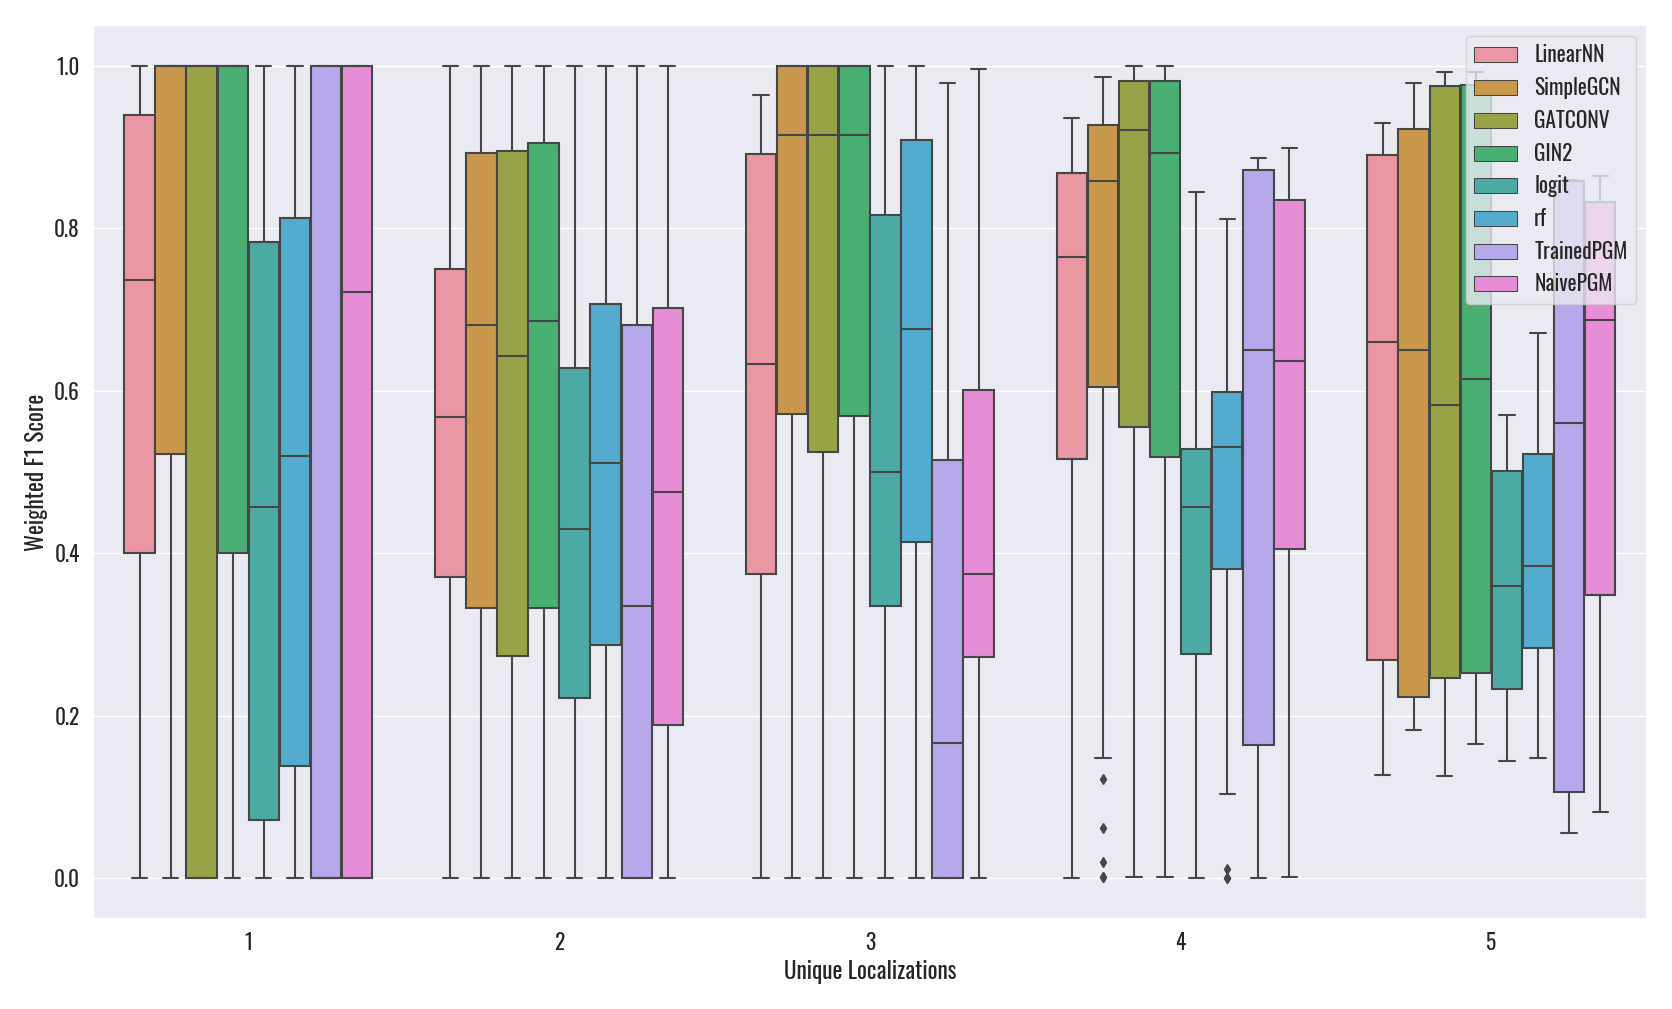 Weighted F1 Score
1.0
0.8
0.6
0.4
0.2
0.0
1 2 3 4 5
Unique Localizations
LinearNN
SimpleGCN
GATCONV
GIN2
logit
rf
TrainedPGM
NaivePGM